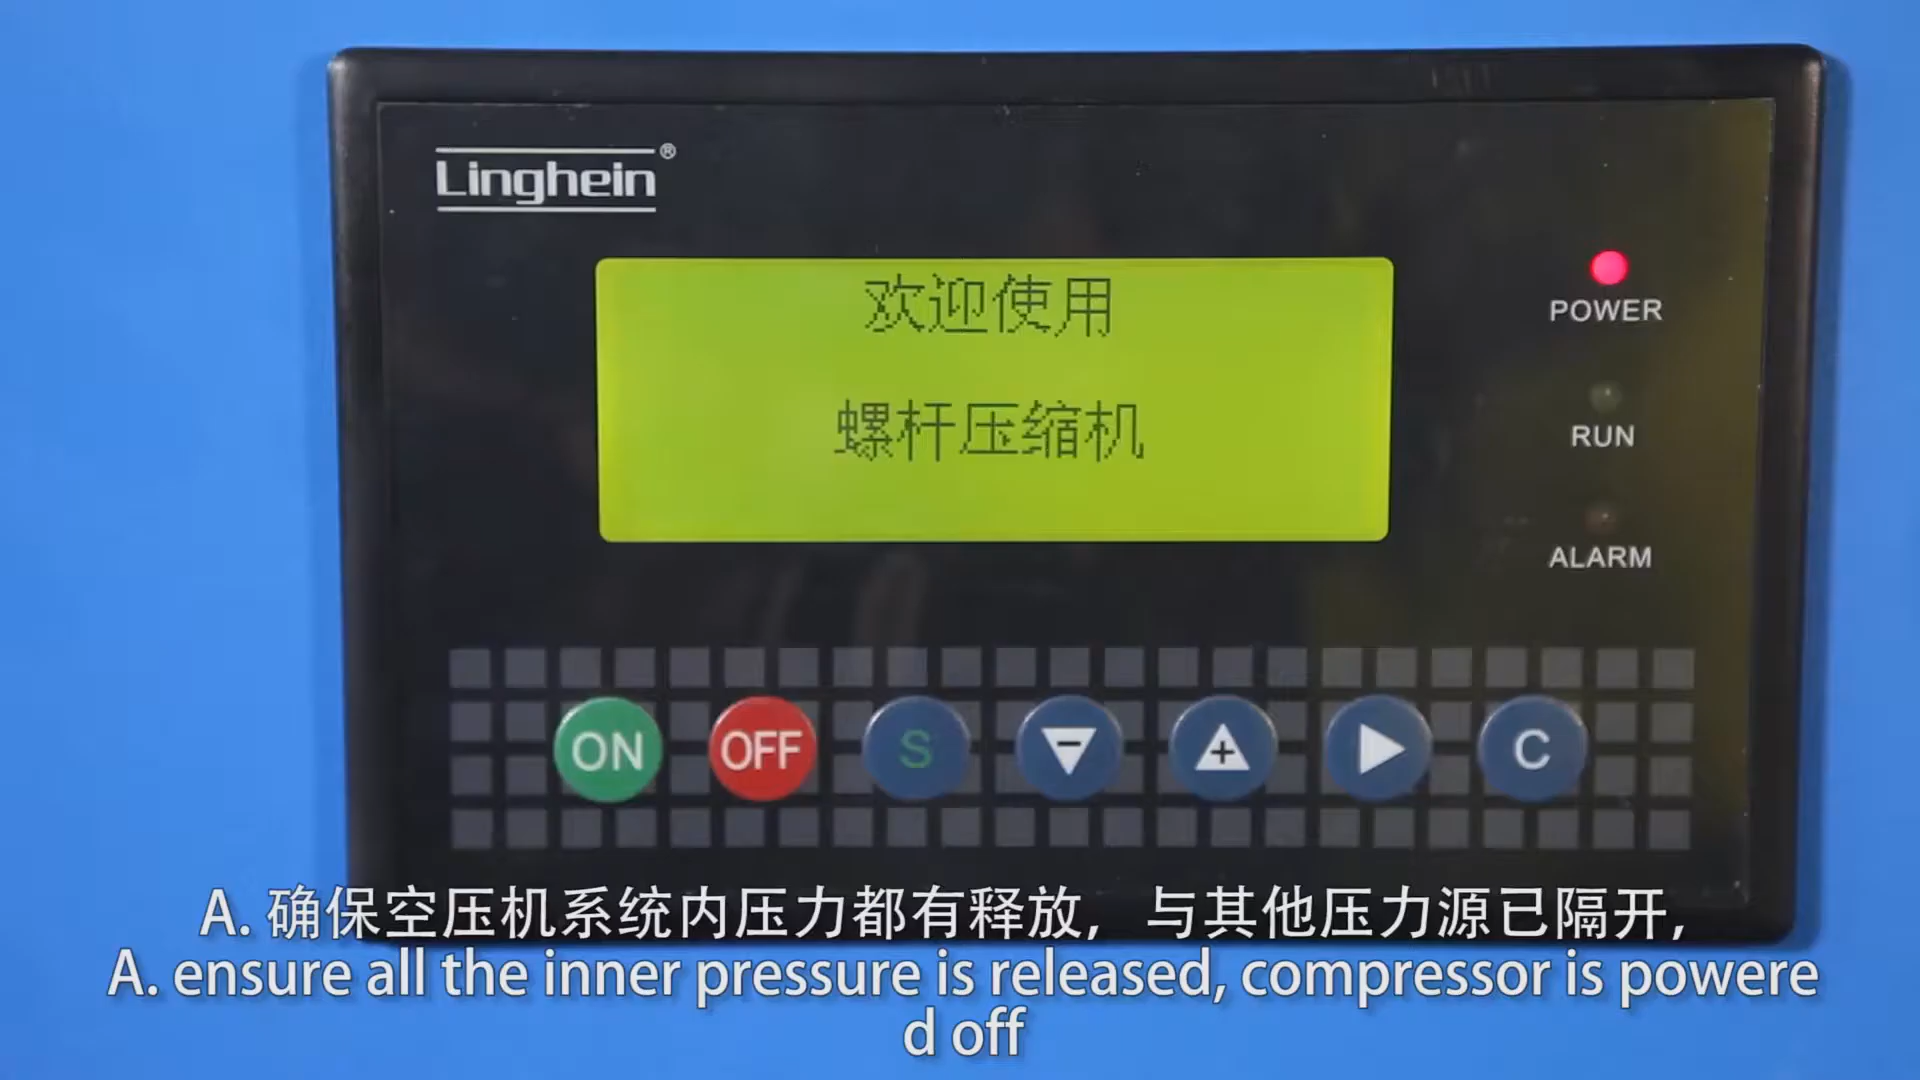 Linghein®
欢迎使用
螺杆压缩机
POWER
RUN
ALARM
ON
OFF
S
-
+
C
A. 确保空压机系统内压力都有释放，与其他压力源已隔开,
A. ensure all the inner pressure is released, compressor is powere
d off